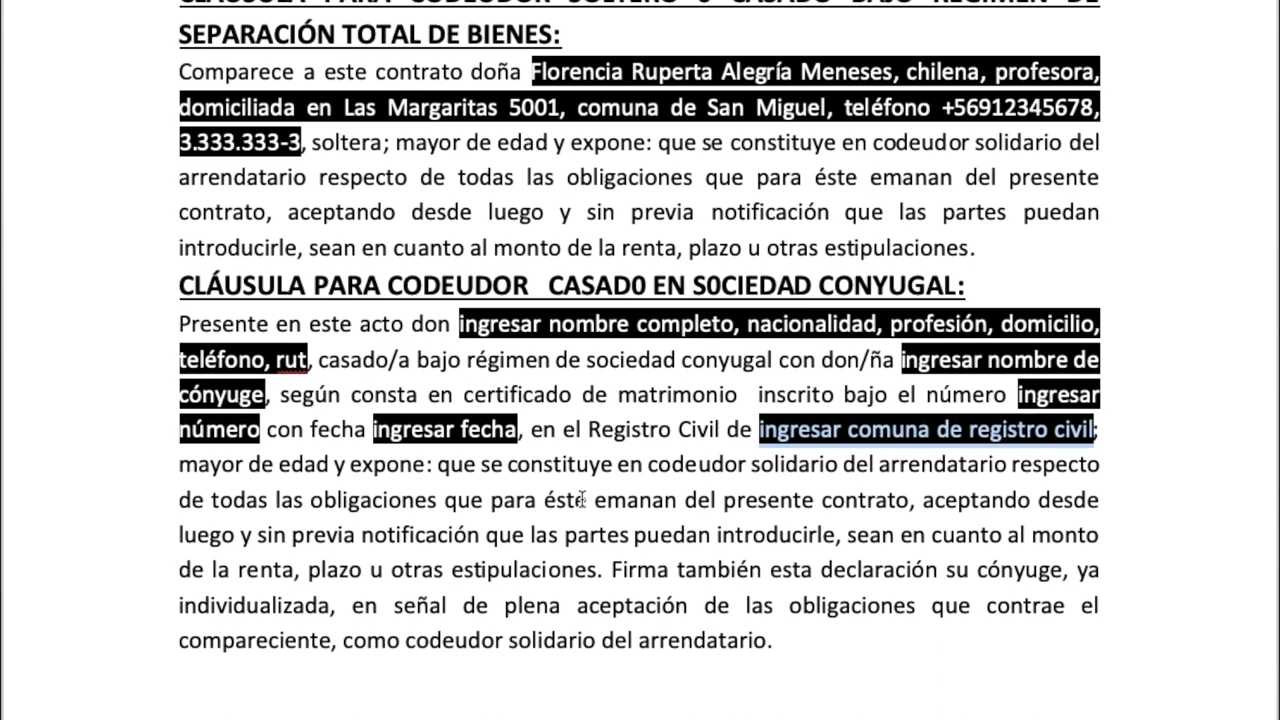 CLÁUSULA PARA CODEUDOR SOLTERO 0 CASADO BAJO RÉGIMEN DE
SEPARACIÓN TOTAL DE BIENES:
Comparece a este contrato doña Florencia Ruperta Alegría Meneses, chilena, profesora,
domiciliada en Las Margaritas 5001, comuna de San Miguel, teléfono +56912345678,
3.333.333-3, soltera; mayor de edad y expone: que se constituye en codeudor solidario del
arrendatario respecto de todas las obligaciones que para éste emanan del presente
contrato, aceptando desde luego y sin previa notificación que las partes puedan
introducirle, sean en cuanto al monto de la renta, plazo u otras estipulaciones.
CLÁUSULA PARA CODEUDOR CASAD0 EN S0CIEDAD CONYUGAL:
Presente en este acto don ingresar nombre completo, nacionalidad, profesión, domicilio,
teléfono, rut, casado/a bajo régimen de sociedad conyugal con don/ña ingresar nombre de
cónyuge, según consta en certificado de matrimonio inscrito bajo el número ingresar
número con fecha ingresar fecha, en el Registro Civil de ingresar comuna de registro civil;
mayor de edad y expone: que se constituye en codeudor solidario del arrendatario respecto
de todas las obligaciones que para éste emanan del presente contrato, aceptando desde
luego y sin previa notificación que las partes puedan introducirle, sean en cuanto al monto
de la renta, plazo u otras estipulaciones. Firma también esta declaración su cónyuge, ya
individualizada, en señal de plena aceptación de las obligaciones que contrae el
compareciente, como codeudor solidario del arrendatario.